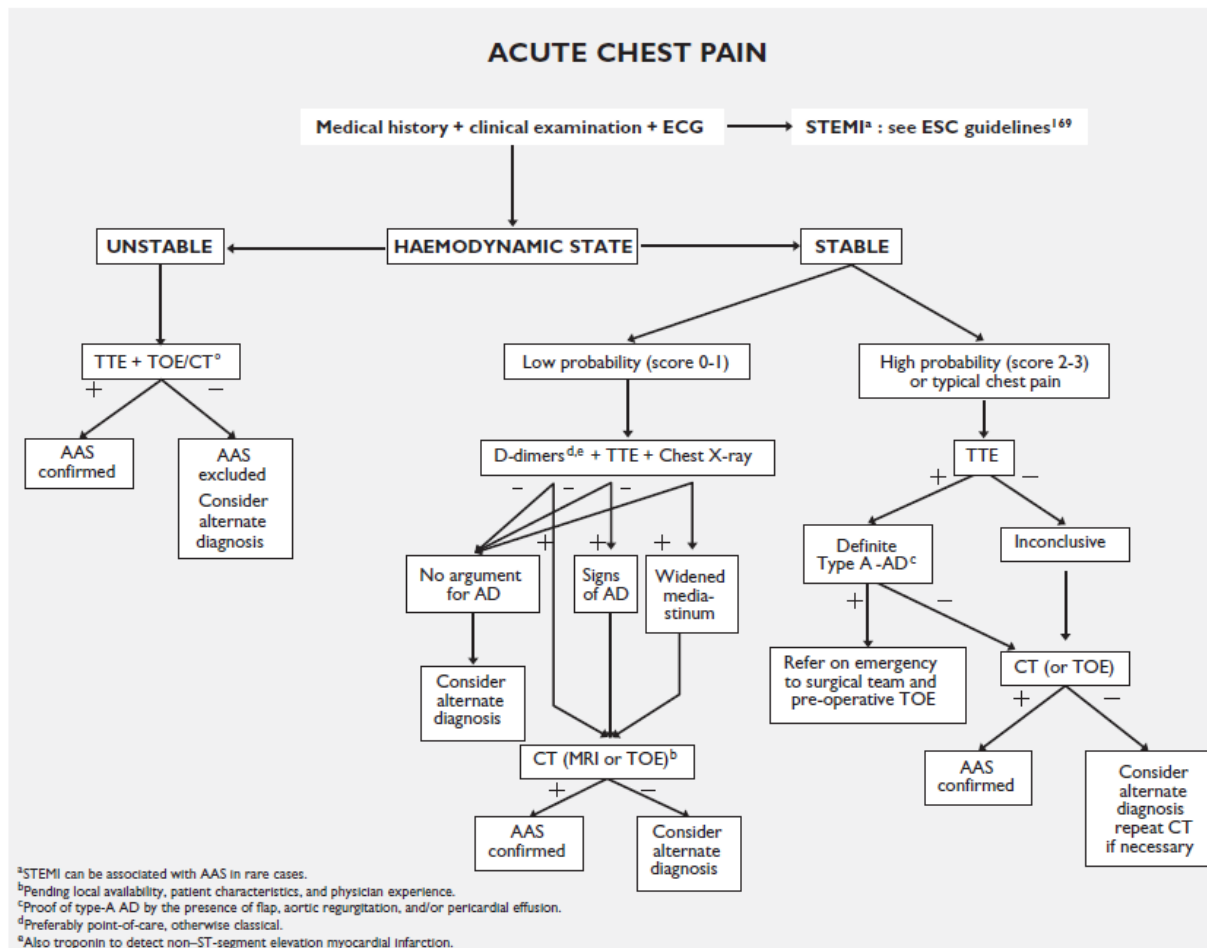 ACUTE CHEST PAIN
Medical history + clinical examination + ECG
STEMIᵃ : see ESC guidelines¹⁶⁹
UNSTABLE
HAEMODYNAMIC STATE
STABLE
TTE + TOE/CT°
+
–
AAS
confirmed
AAS
excluded
Consider
alternate
diagnosis
Low probability (score 0-1)
D-dimersᵈ,ᵉ + TTE + Chest X-ray
–
–
–
+
+
+
No argument
for AD
Signs
of AD
Widened
media-
stinum
Consider
alternate
diagnosis
CT (MRI or TOE)ᵇ
+
–
AAS
confirmed
Consider
alternate
diagnosis
High probability (score 2-3)
or typical chest pain
TTE
+
–
Definite
Type A -ADᶜ
Inconclusive
+
–
Refer on emergency
to surgical team and
pre-operative TOE
CT (or TOE)
+
–
AAS
confirmed
Consider
alternate
diagnosis
repeat CT
if necessary
ᵃSTEMI can be associated with AAS in rare cases.
ᵇPending local availability, patient characteristics, and physician experience.
ᶜProof of type-A AD by the presence of flap, aortic regurgitation, and/or pericardial effusion.
ᵈPreferably point-of-care, otherwise classical.
ᵉAlso troponin to detect non–ST-segment elevation myocardial infarction.